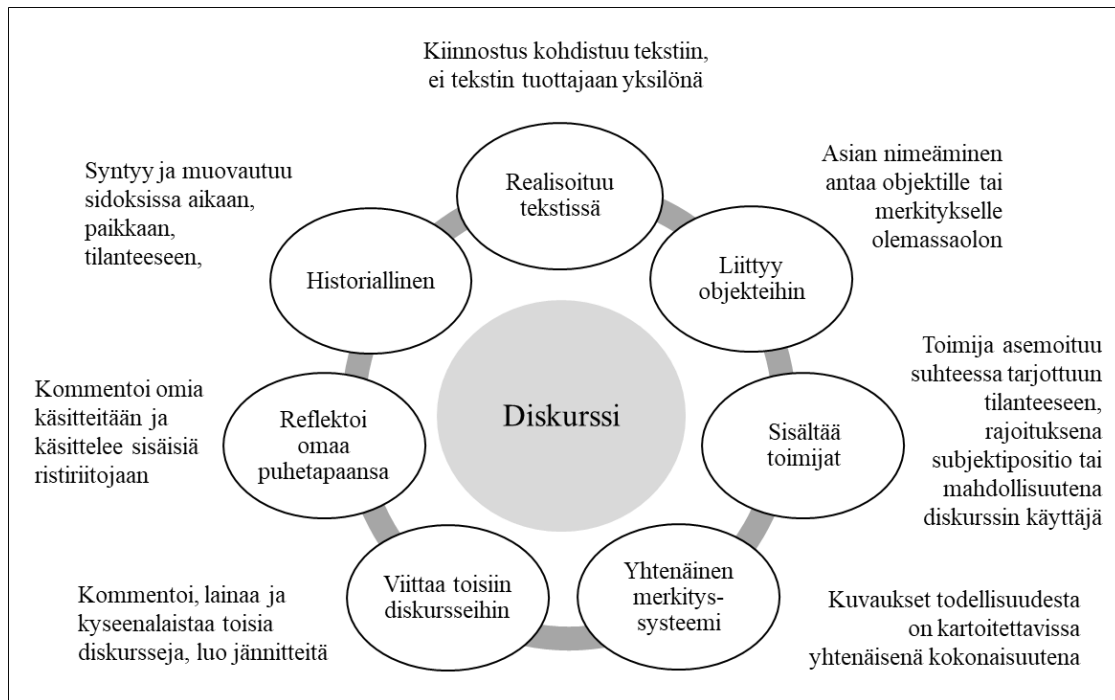 Kiinnostus kohdistuu tekstiin,
ei tekstin tuottajaan yksilönä
Realisoituu
tekstissä
Asian nimeäminen
antaa objektille tai
merkitykselle
olemassaolon
Liittyy
objekteihin
Toimija asemoituu
suhteessa tarjottuun
tilanteeseen,
rajoituksena
subjektipositio tai
mahdollisuutena
diskurssin käyttäjä
Sisältää
toimijat
Kuvaukset todellisuudesta
on kartoitettavissa
yhtenäisenä kokonaisuutena
Yhtenäinen
merkitys-
systeemi
Kommentoi, lainaa ja
kyseenalaistaa toisia
diskursseja, luo jännitteitä
Viittaa toisiin
diskursseihin
Kommentoi omia
käsitteitään ja
käsittelee sisäisiä
ristiriitojaan
Reflektoi
omaa
puhetapaansa
Syntyy ja muovautuu
sidoksissa aikaan,
paikkaan,
tilanteeseen,
Historiallinen
Diskurssi